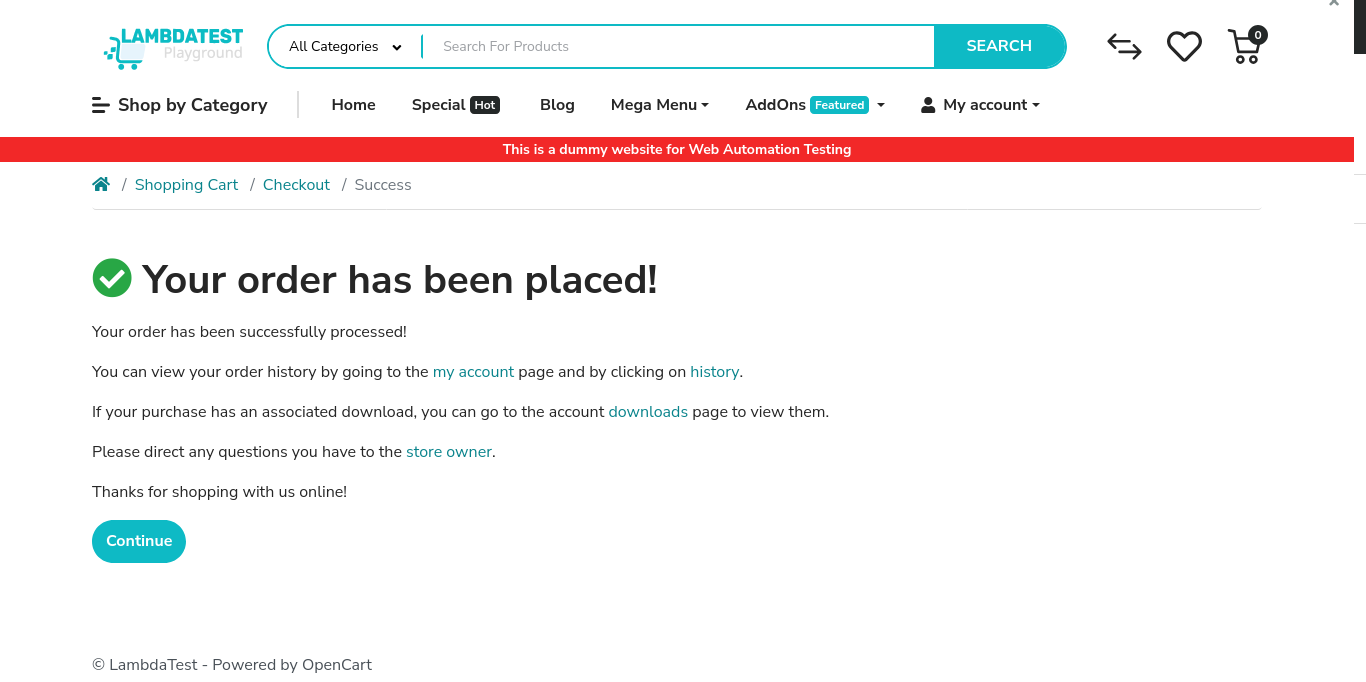 LAMBDATEST
Playground
All Categories
Search For Products
SEARCH
0
Shop by Category
Home
Special Hot
Blog
Mega Menu
AddOns Featured
My account
This is a dummy website for Web Automation Testing
/ Shopping Cart / Checkout / Success
Your order has been placed!
Your order has been successfully processed!
You can view your order history by going to the my account page and by clicking on history.
If your purchase has an associated download, you can go to the account downloads page to view them.
Please direct any questions you have to the store owner.
Thanks for shopping with us online!
Continue
© LambdaTest - Powered by OpenCart